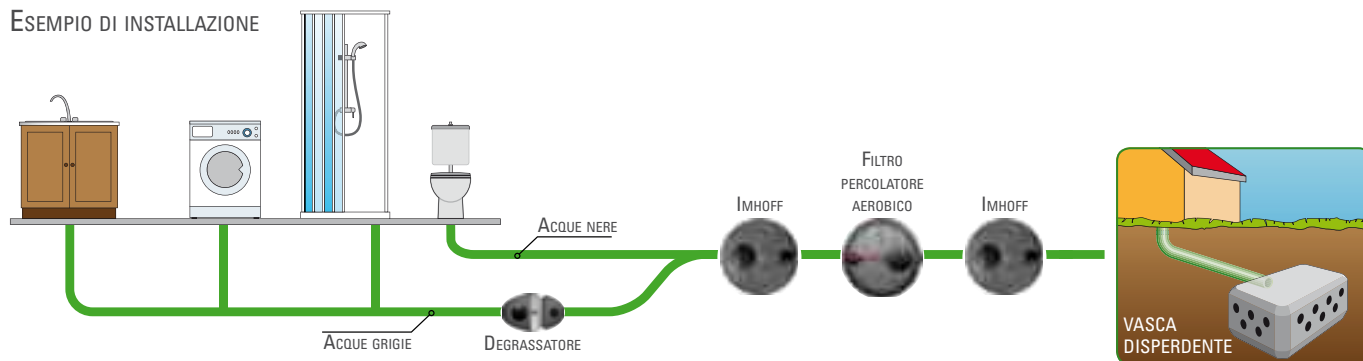 Esempio di installazione
Acque nere
Acque grigie
Degrassatore
Imhoff
Filtro
percolatore
aerobico
Imhoff
VASCA
DISPERDENTE